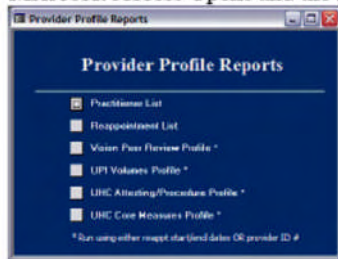 Provider Profile Reports
Provider Profile Reports
Practitioner List
Reappointment List
Vision Peer Review Profile *
UPI Volumes Profile *
UHC Attesting/Procedure Profile *
UHC Core Measures Profile *
* Run using either reappt start/end dates OR provider ID #